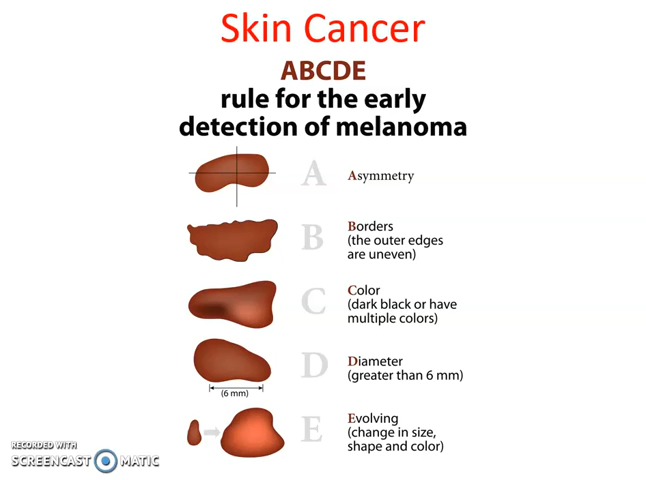 Skin Cancer
ABCDE
rule for the early
detection of melanoma
A
Asymmetry
B
Borders
(the outer edges
are uneven)
C
Color
(dark black or have
multiple colors)
D
Diameter
(greater than 6 mm)
(6 mm)
E
Evolving
(change in size,
shape and color)
RECORDED WITH
SCREENCAST MATIC